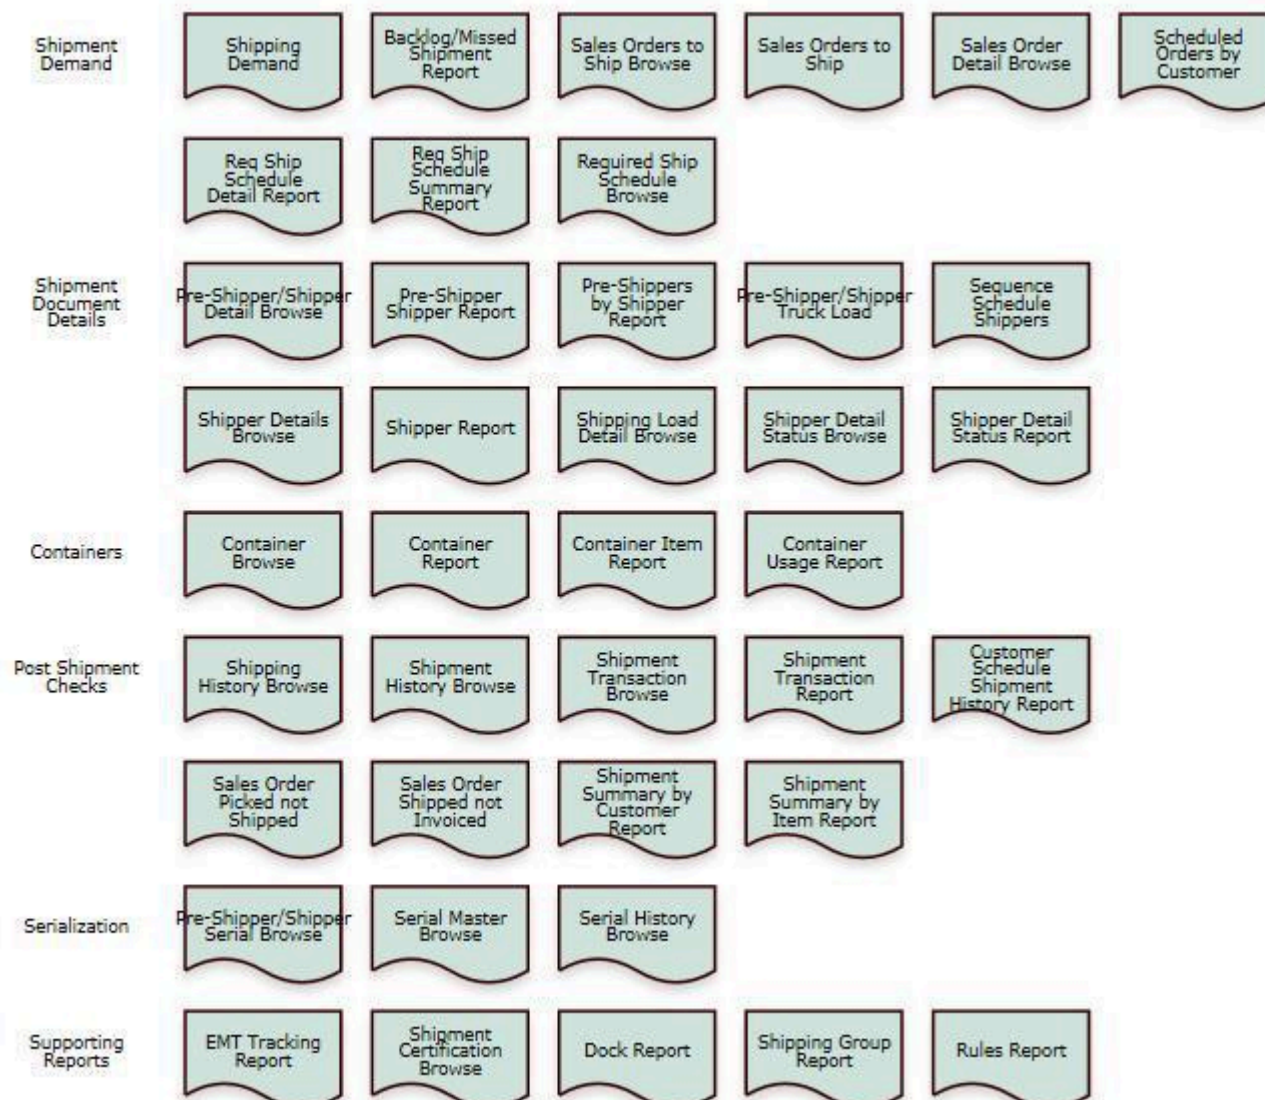 Shipment
Demand
Shipping
Demand
Backlog/Missed
Shipment
Report
Sales Orders to
Ship Browse
Sales Orders to
Ship
Sales Order
Detail Browse
Scheduled
Orders by
Customer
Req Ship
Schedule
Detail Report
Req Ship
Schedule
Summary
Report
Required Ship
Schedule
Browse
Shipment
Document
Details
Pre-Shipper/Shipper
Detail Browse
Pre-Shipper
Shipper Report
Pre-Shippers
by Shipper
Report
Pre-Shipper/Shipper
Truck Load
Sequence
Schedule
Shippers
Shipper Details
Browse
Shipper Report
Shipping Load
Detail Browse
Shipper Detail
Status Browse
Shipper Detail
Status Report
Containers
Container
Browse
Container
Report
Container Item
Report
Container
Usage Report
Post Shipment
Checks
Shipping
History Browse
Shipment
History Browse
Shipment
Transaction
Browse
Shipment
Transaction
Report
Customer
Schedule
Shipment
History Report
Sales Order
Picked not
Shipped
Sales Order
Shipped not
Invoiced
Shipment
Summary by
Customer
Report
Shipment
Summary by
Item Report
Serialization
Pre-Shipper/Shipper
Serial Browse
Serial Master
Browse
Serial History
Browse
Supporting
Reports
EMT Tracking
Report
Shipment
Certification
Browse
Dock Report
Shipping Group
Report
Rules Report